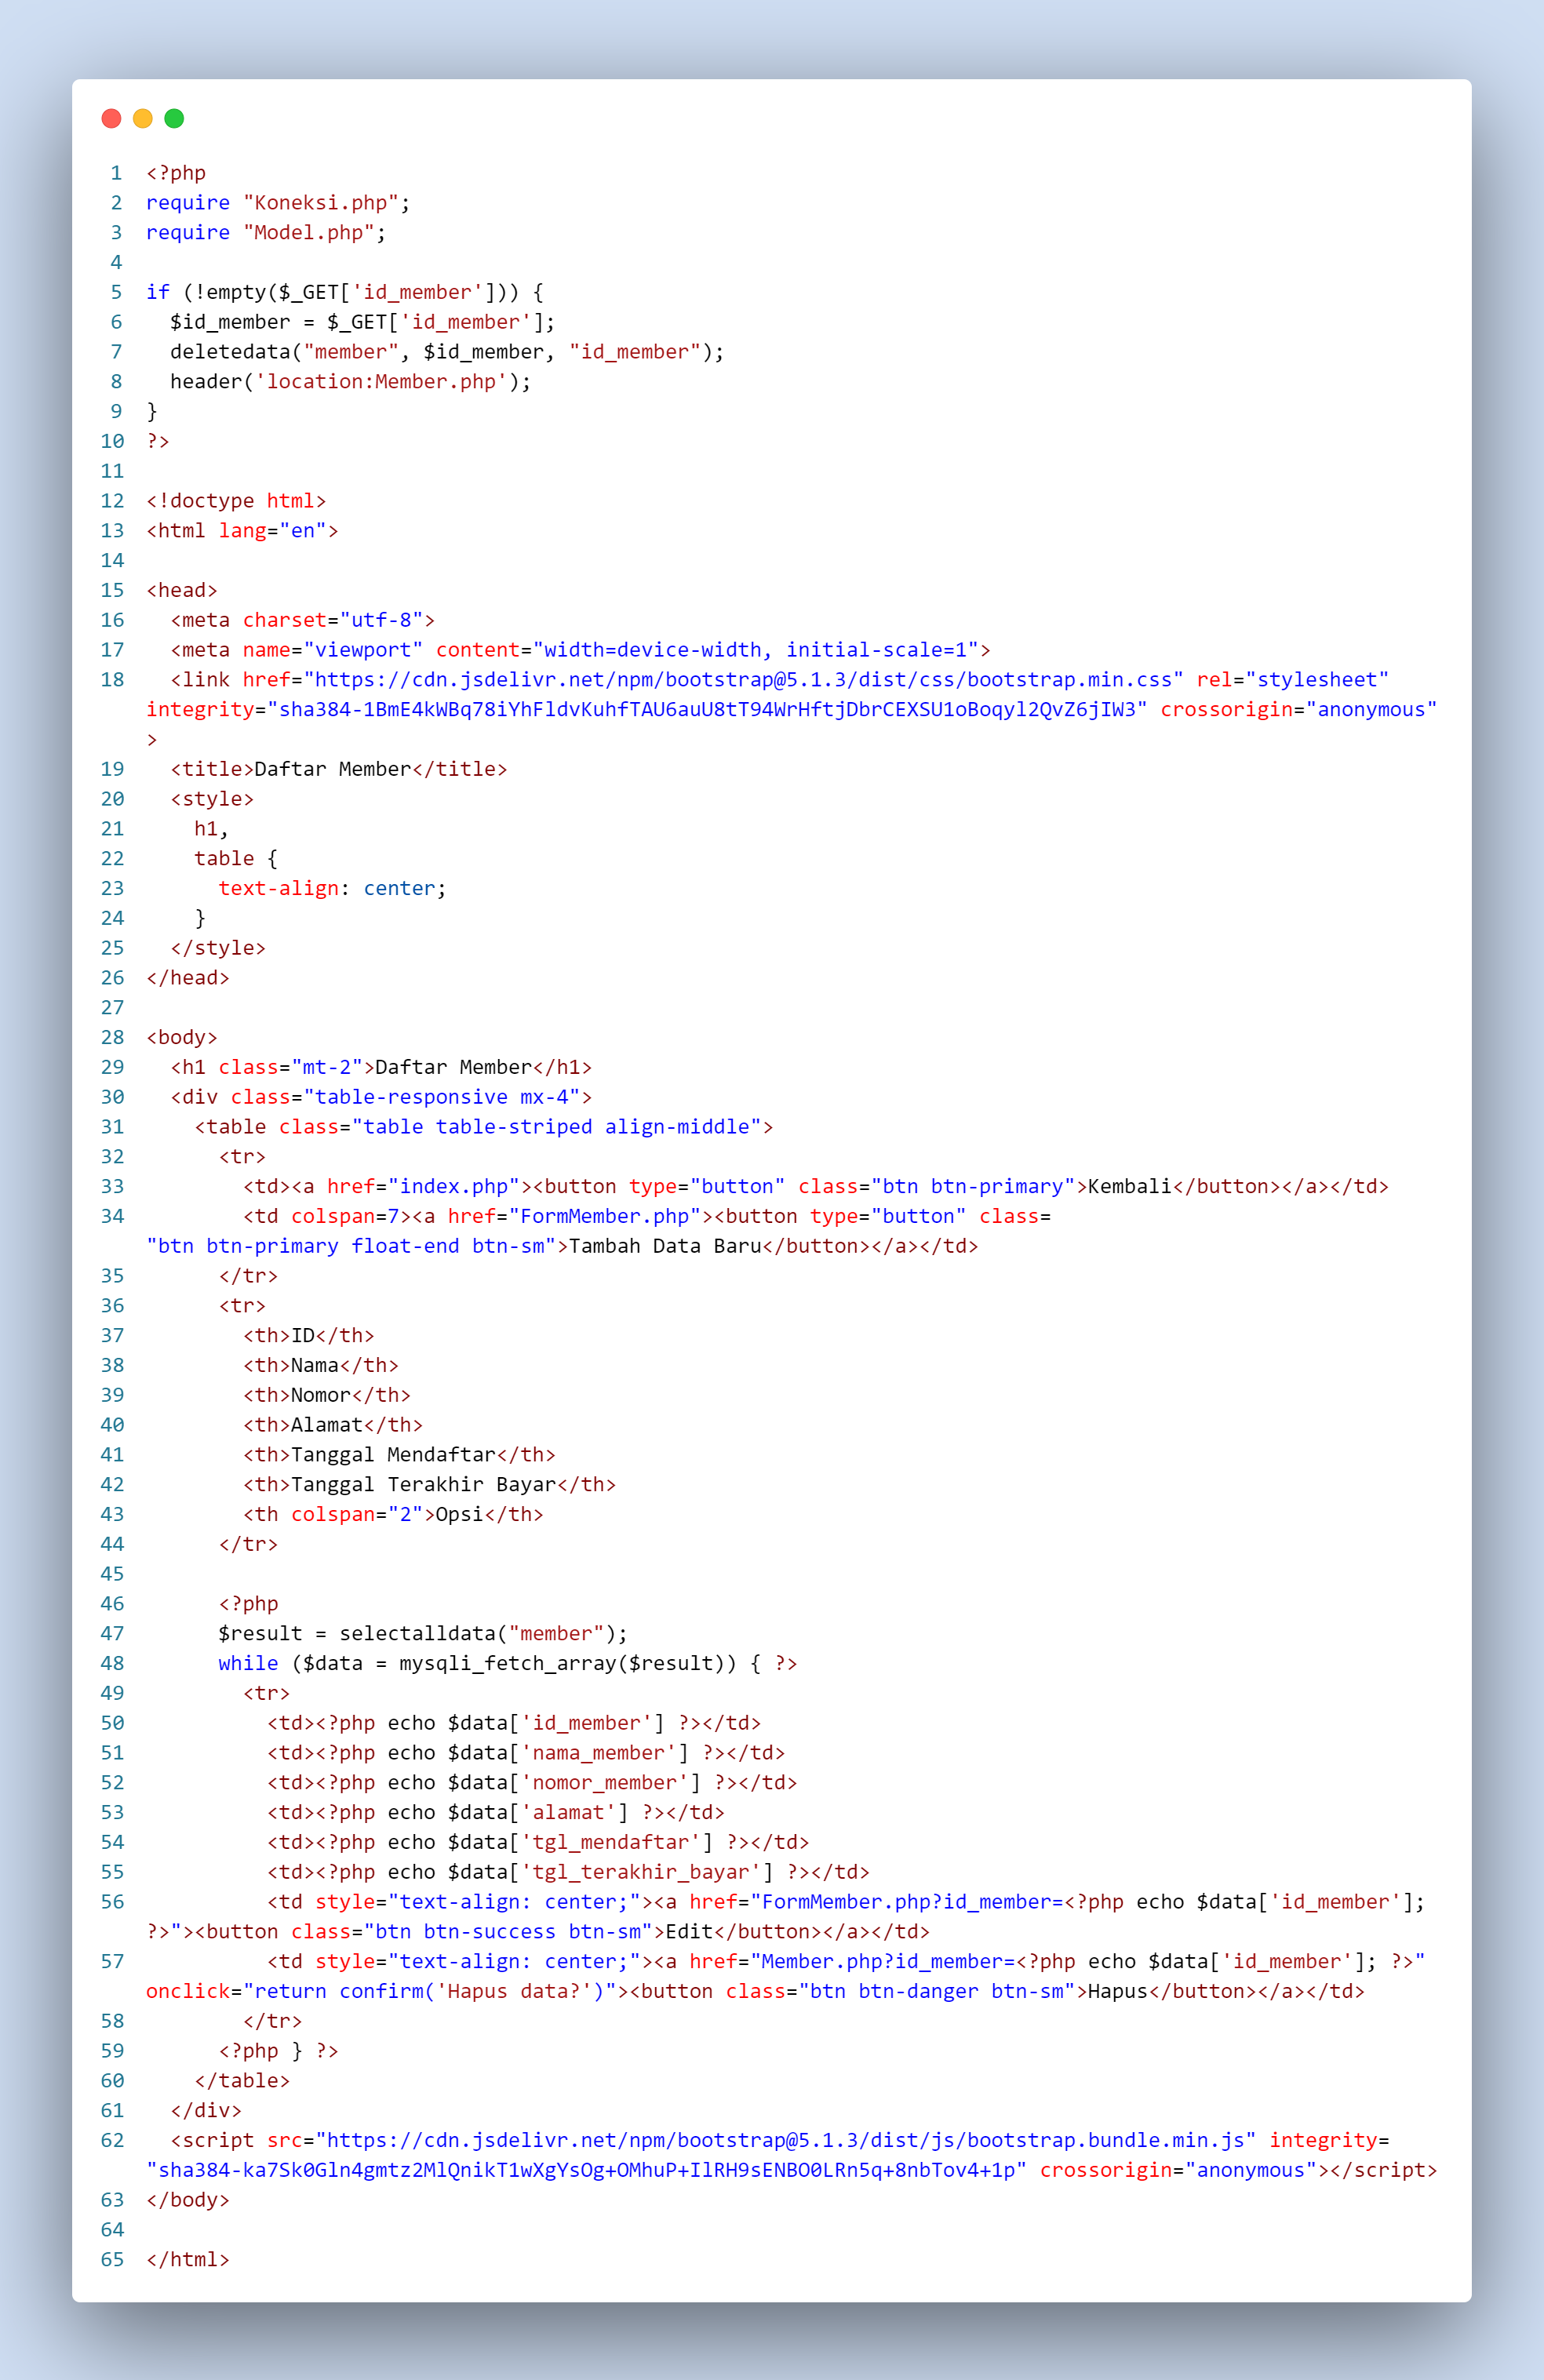 1 <?php
2 require "Koneksi.php";
3 require "Model.php";
4
5 if (!empty($_GET['id_member'])) {
6   $id_member = $_GET['id_member'];
7   deletedata("member", $id_member, "id_member");
8   header('location:Member.php');
9 }
10 ?>
11
12 <!doctype html>
13 <html lang="en">
14
15 <head>
16   <meta charset="utf-8">
17   <meta name="viewport" content="width=device-width, initial-scale=1">
18   <link href="https://cdn.jsdelivr.net/npm/bootstrap@5.1.3/dist/css/bootstrap.min.css" rel="stylesheet"
integrity="sha384-1BmE4kWBq78iYhFldvKuhfTAU6auU8tT94WrHftjDbrCEXSU1oBoqyl2QvZ6jIW3" crossorigin="anonymous"
>
19   <title>Daftar Member</title>
20   <style>
21     h1,
22     table {
23       text-align: center;
24     }
25   </style>
26 </head>
27
28 <body>
29   <h1 class="mt-2">Daftar Member</h1>
30   <div class="table-responsive mx-4">
31     <table class="table table-striped align-middle">
32       <tr>
33         <td><a href="index.php"><button type="button" class="btn btn-primary">Kembali</button></a></td>
34         <td colspan=7><a href="FormMember.php"><button type="button" class=
"btn btn-primary float-end btn-sm">Tambah Data Baru</button></a></td>
35       </tr>
36       <tr>
37         <th>ID</th>
38         <th>Nama</th>
39         <th>Nomor</th>
40         <th>Alamat</th>
41         <th>Tanggal Mendaftar</th>
42         <th>Tanggal Terakhir Bayar</th>
43         <th colspan="2">Opsi</th>
44       </tr>
45
46       <?php
47       $result = selectalldata("member");
48       while ($data = mysqli_fetch_array($result)) { ?>
49         <tr>
50           <td><?php echo $data['id_member'] ?></td>
51           <td><?php echo $data['nama_member'] ?></td>
52           <td><?php echo $data['nomor_member'] ?></td>
53           <td><?php echo $data['alamat'] ?></td>
54           <td><?php echo $data['tgl_mendaftar'] ?></td>
55           <td><?php echo $data['tgl_terakhir_bayar'] ?></td>
56           <td style="text-align: center;"><a href="FormMember.php?id_member=<?php echo $data['id_member'];
?>"><button class="btn btn-success btn-sm">Edit</button></a></td>
57           <td style="text-align: center;"><a href="Member.php?id_member=<?php echo $data['id_member']; ?>"
onclick="return confirm('Hapus data?')"><button class="btn btn-danger btn-sm">Hapus</button></a></td>
58         </tr>
59       <?php } ?>
60     </table>
61   </div>
62   <script src="https://cdn.jsdelivr.net/npm/bootstrap@5.1.3/dist/js/bootstrap.bundle.min.js" integrity=
"sha384-ka7Sk0Gln4gmtz2MlQnikT1wXgYsOg+OMhuP+IlRH9sENBO0LRn5q+8nbTov4+1p" crossorigin="anonymous"></script>
63 </body>
64
65 </html>